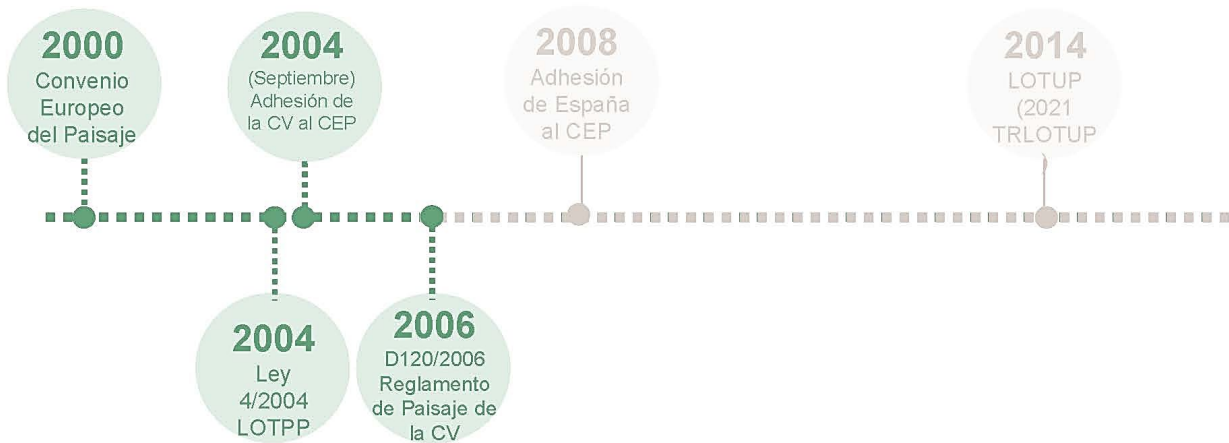 2000
Convenio
Europeo
del Paisaje
2004
(Septiembre)
Adhesión de
la CV al CEP
2008
Adhesión
de España
al CEP
2014
LOTUP
(2021
TRLOTUP
)
2004
Ley
4/2004
LOTPP
2006
D120/2006
Reglamento
de Paisaje de
la CV